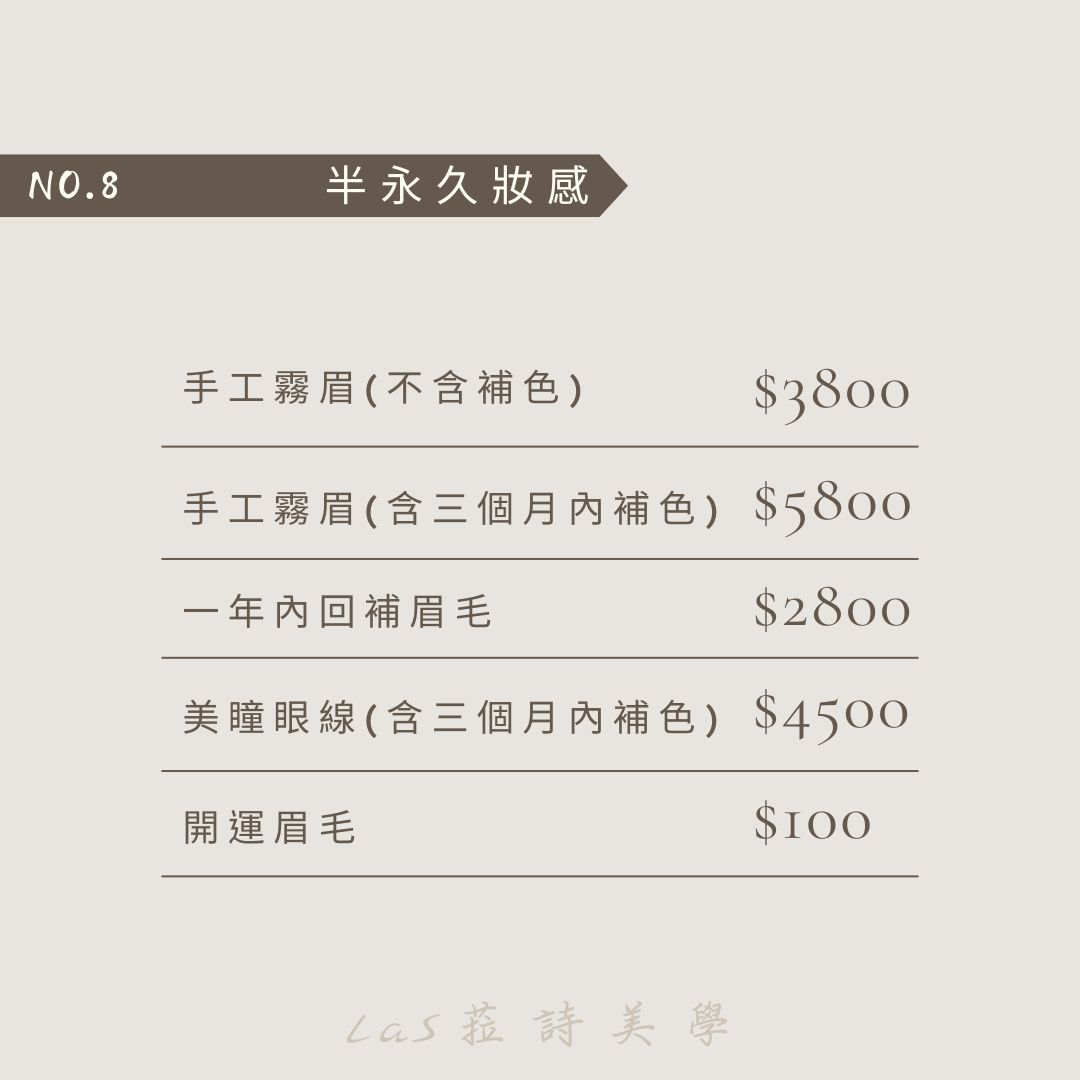 NO.8 半永久妝感
手工霧眉(不含補色) $3800
手工霧眉(含三個月內補色) $5800
一年內回補眉毛 $2800
美瞳眼線(含三個月內補色) $4500
開運眉毛 $100
LaS菈詩美學